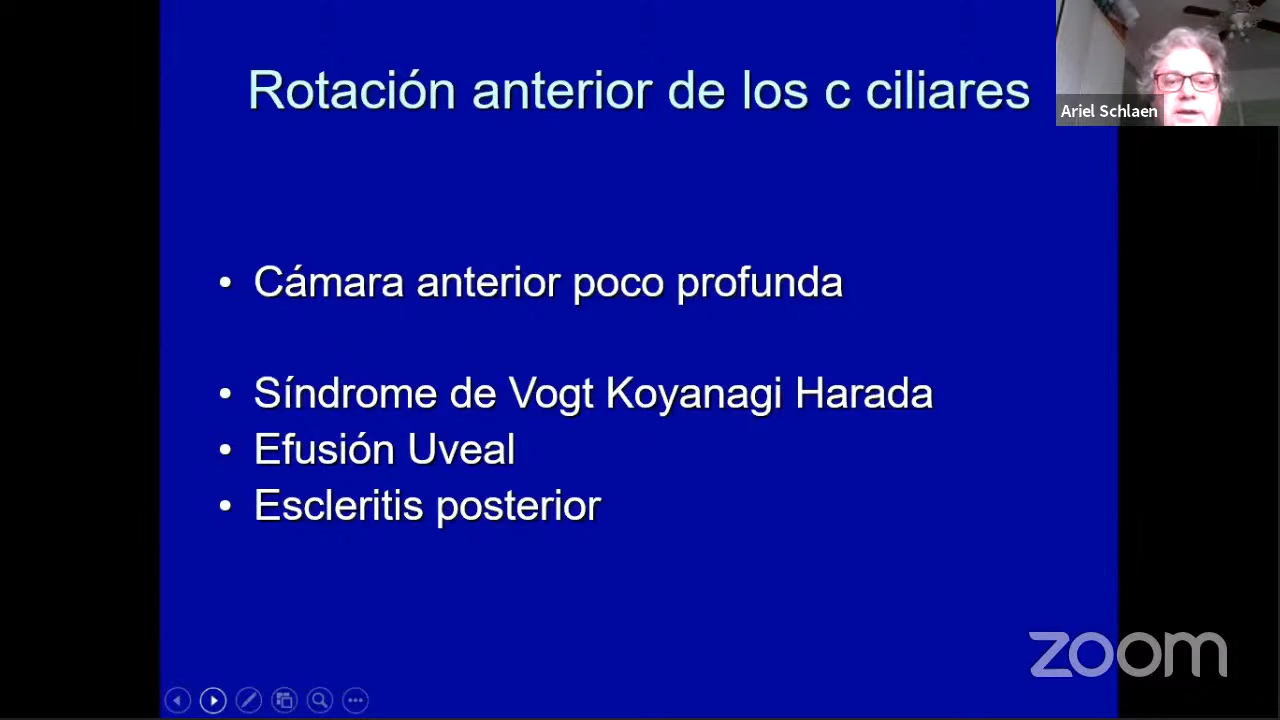 Rotación anterior de los c ciliares
Ariel Schlaen
• Cámara anterior poco profunda
• Síndrome de Vogt Koyanagi Harada
• Efusión Uveal
• Escleritis posterior
zoom